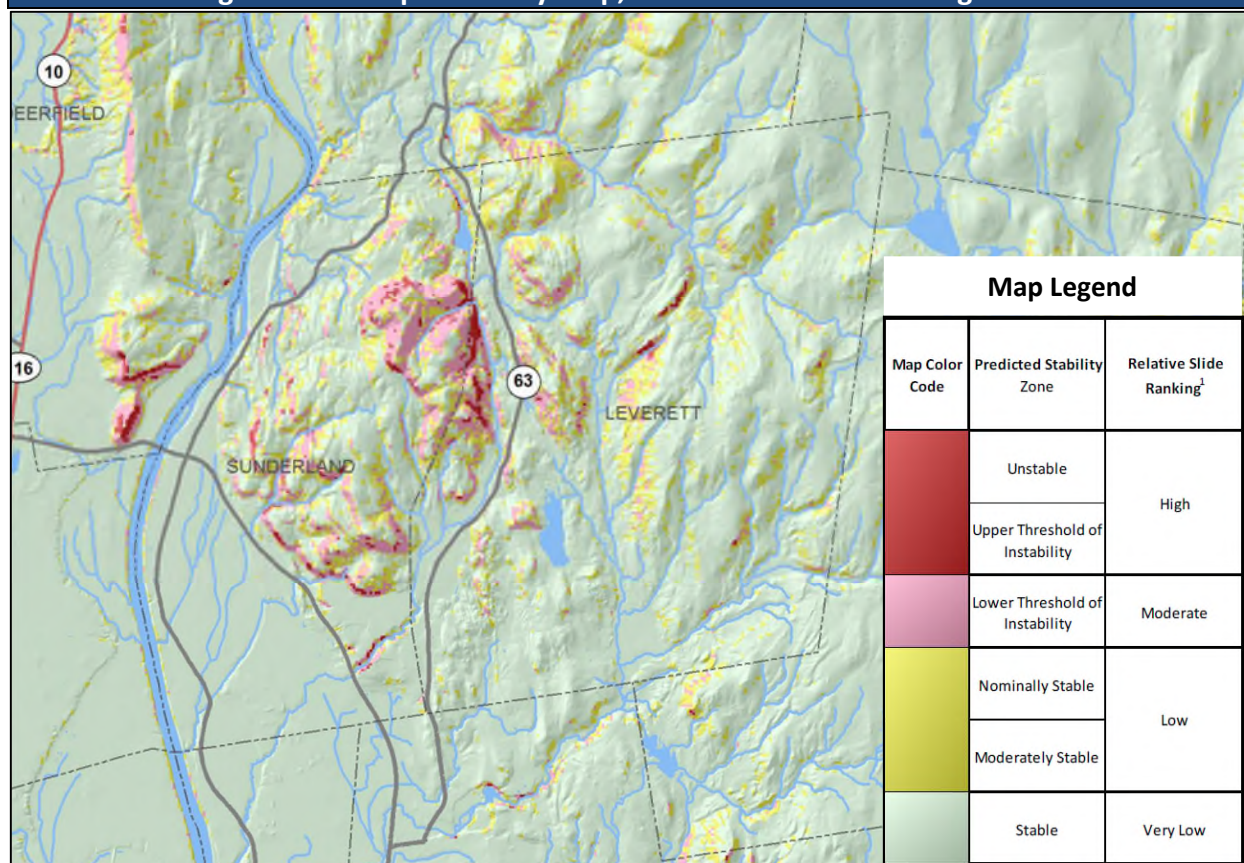 10
EERFIELD
16
63
LEVERETT
SUNDERLAND
Map Legend
Map Color Code
Predicted Stability Zone
Relative Slide Ranking1
Unstable
High
Upper Threshold of Instability
Lower Threshold of Instability
Moderate
Nominally Stable
Low
Moderately Stable
Stable
Very Low